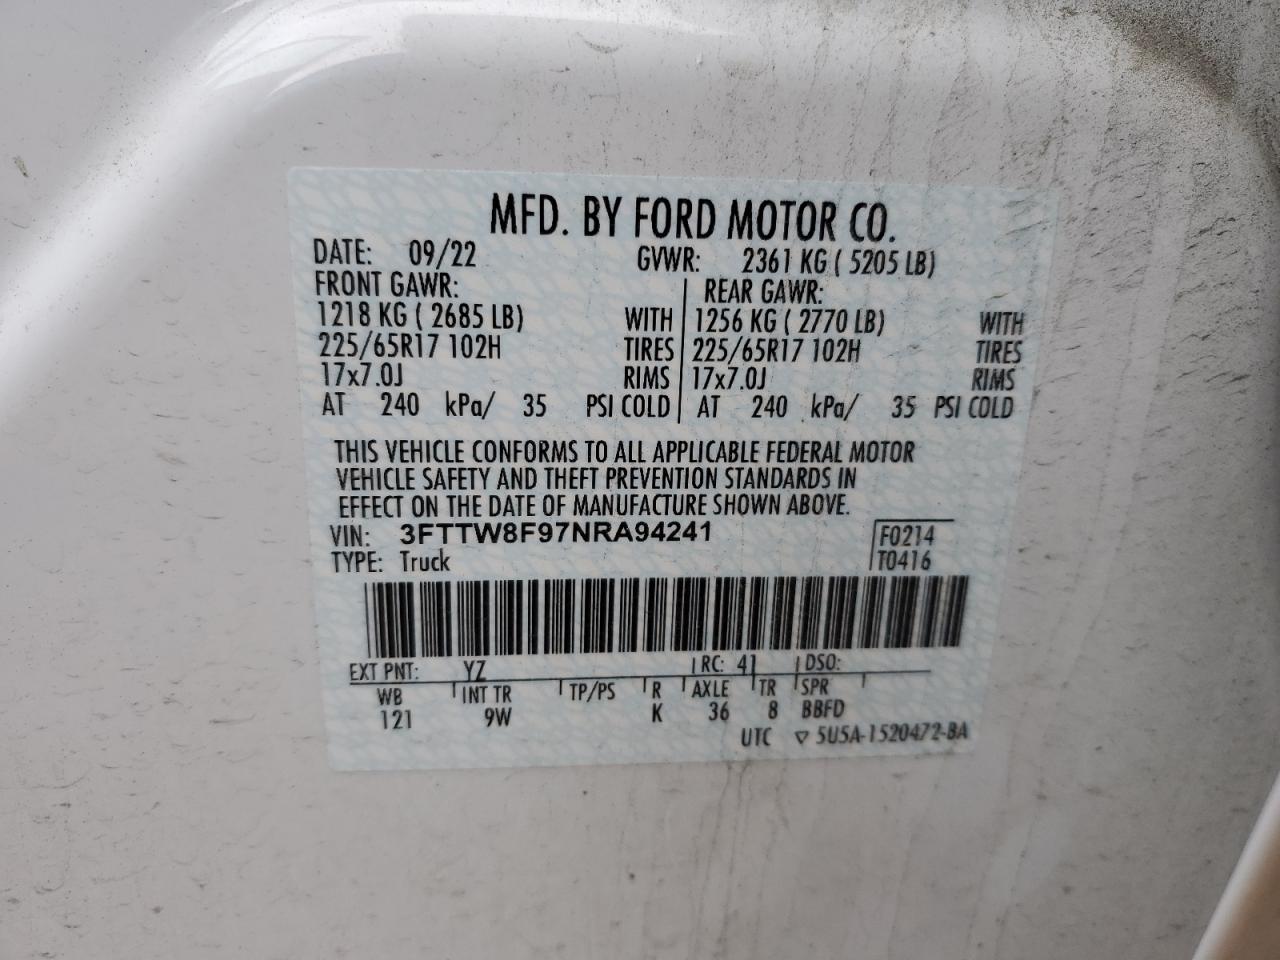 MFD. BY FORD MOTOR CO.
DATE: 09/22 GVWR: 2361 KG ( 5205 LB)
FRONT GAWR: REAR GAWR:
1218 KG ( 2685 LB) WITH 1256 KG ( 2770 LB) WITH
225/65R17 102H TIRES 225/65R17 102H TIRES
17x7.0J RIMS 17x7.0J RIMS
AT 240 kPa/ 35 PSI COLD AT 240 kPa/ 35 PSI COLD
THIS VEHICLE CONFORMS TO ALL APPLICABLE FEDERAL MOTOR
VEHICLE SAFETY AND THEFT PREVENTION STANDARDS IN
EFFECT ON THE DATE OF MANUFACTURE SHOWN ABOVE.
VIN: 3FTTW8F97NRA94241 F0214
TYPE: Truck T0416
EXT PNT: YZ RC: 41 DSO:
WB INT TR TP/PS R AXLE TR SPR
121 9W K 36 8 BBFD
UTC ▽ 5U5A-1520472-BA